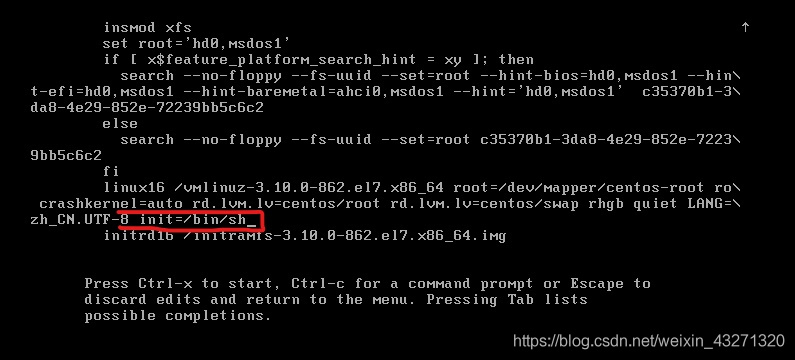 insmod xfs
set root='hd0,msdos1'
if [ x$feature_platform_search_hint = xy ]; then
search --no-floppy --fs-uuid --set=root --hint-bios=hd0,msdos1 --hin\
t-efi=hd0,msdos1 --hint-baremetal=ahci0,msdos1 --hint='hd0,msdos1'  c35370b1-3\
da8-4e29-852e-72239bb5c6c2
else
search --no-floppy --fs-uuid --set=root c35370b1-3da8-4e29-852e-7223\
9bb5c6c2
fi
linux16 /vmlinuz-3.10.0-862.el7.x86_64 root=/dev/mapper/centos-root ro\
crashkernel=auto rd.lvm.lv=centos/root rd.lvm.lv=centos/swap rhgb quiet LANG=\
zh_CN.UTF-8 init=/bin/sh_
initrd16 /initramfs-3.10.0-862.el7.x86_64.img
Press Ctrl-x to start, Ctrl-c for a command prompt or Escape to
discard edits and return to the menu. Pressing Tab lists
possible completions.
https://blog.csdn.net/weixin_43271320